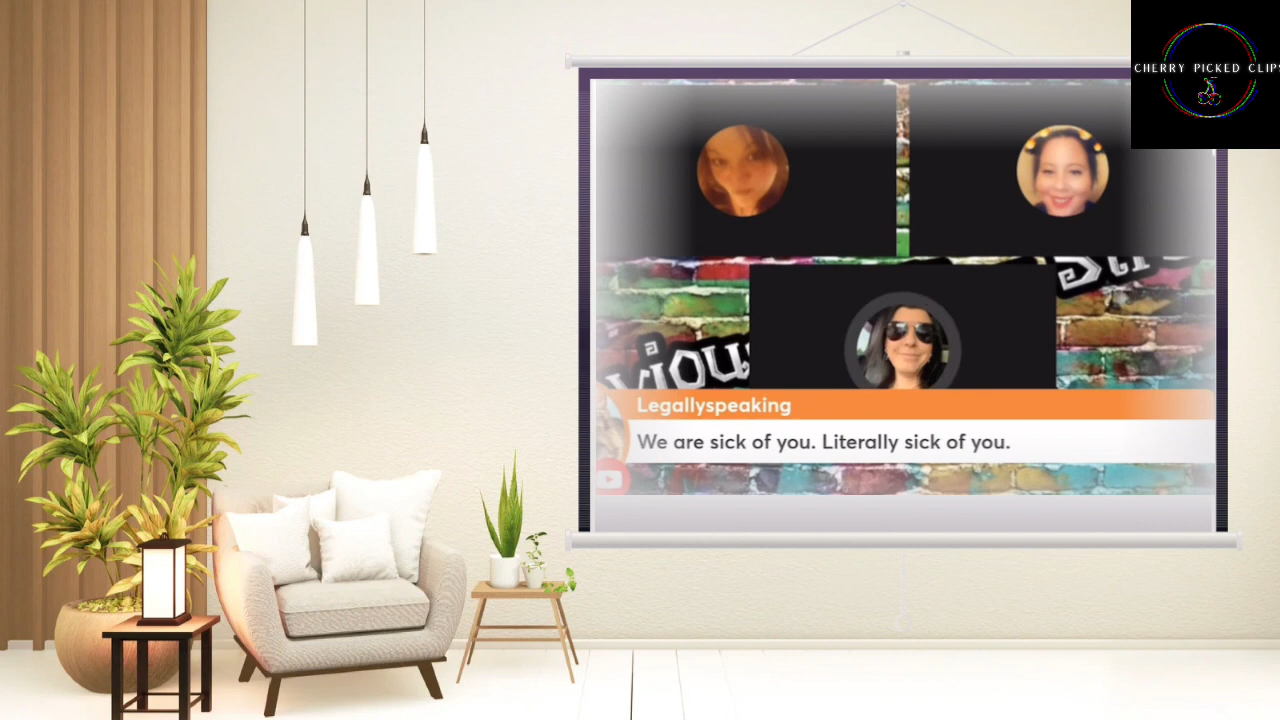 CHERRY PICKED CLIPS
Legallyspeaking
We are sick of you. Literally sick of you.